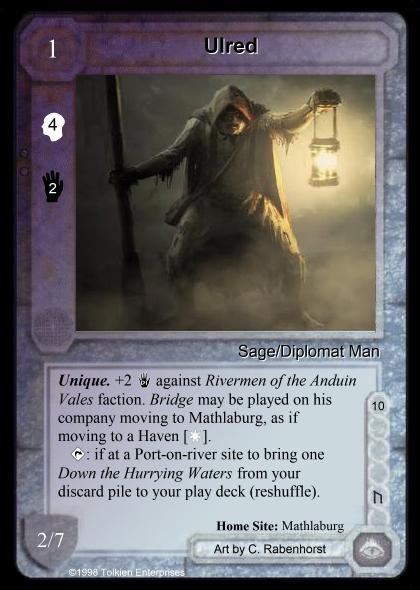 1
Ulred
4
2
Sage/Diplomat Man
Unique. +2 against Rivermen of the Anduin
Vales faction. Bridge may be played on his
company moving to Mathlaburg, as if
moving to a Haven [ ].
: if at a Port-on-river site to bring one
Down the Hurrying Waters from your
discard pile to your play deck (reshuffle).
10
Home Site: Mathlaburg
2/7
Art by C. Rabenhorst
©1998 Tolkien Enterprises